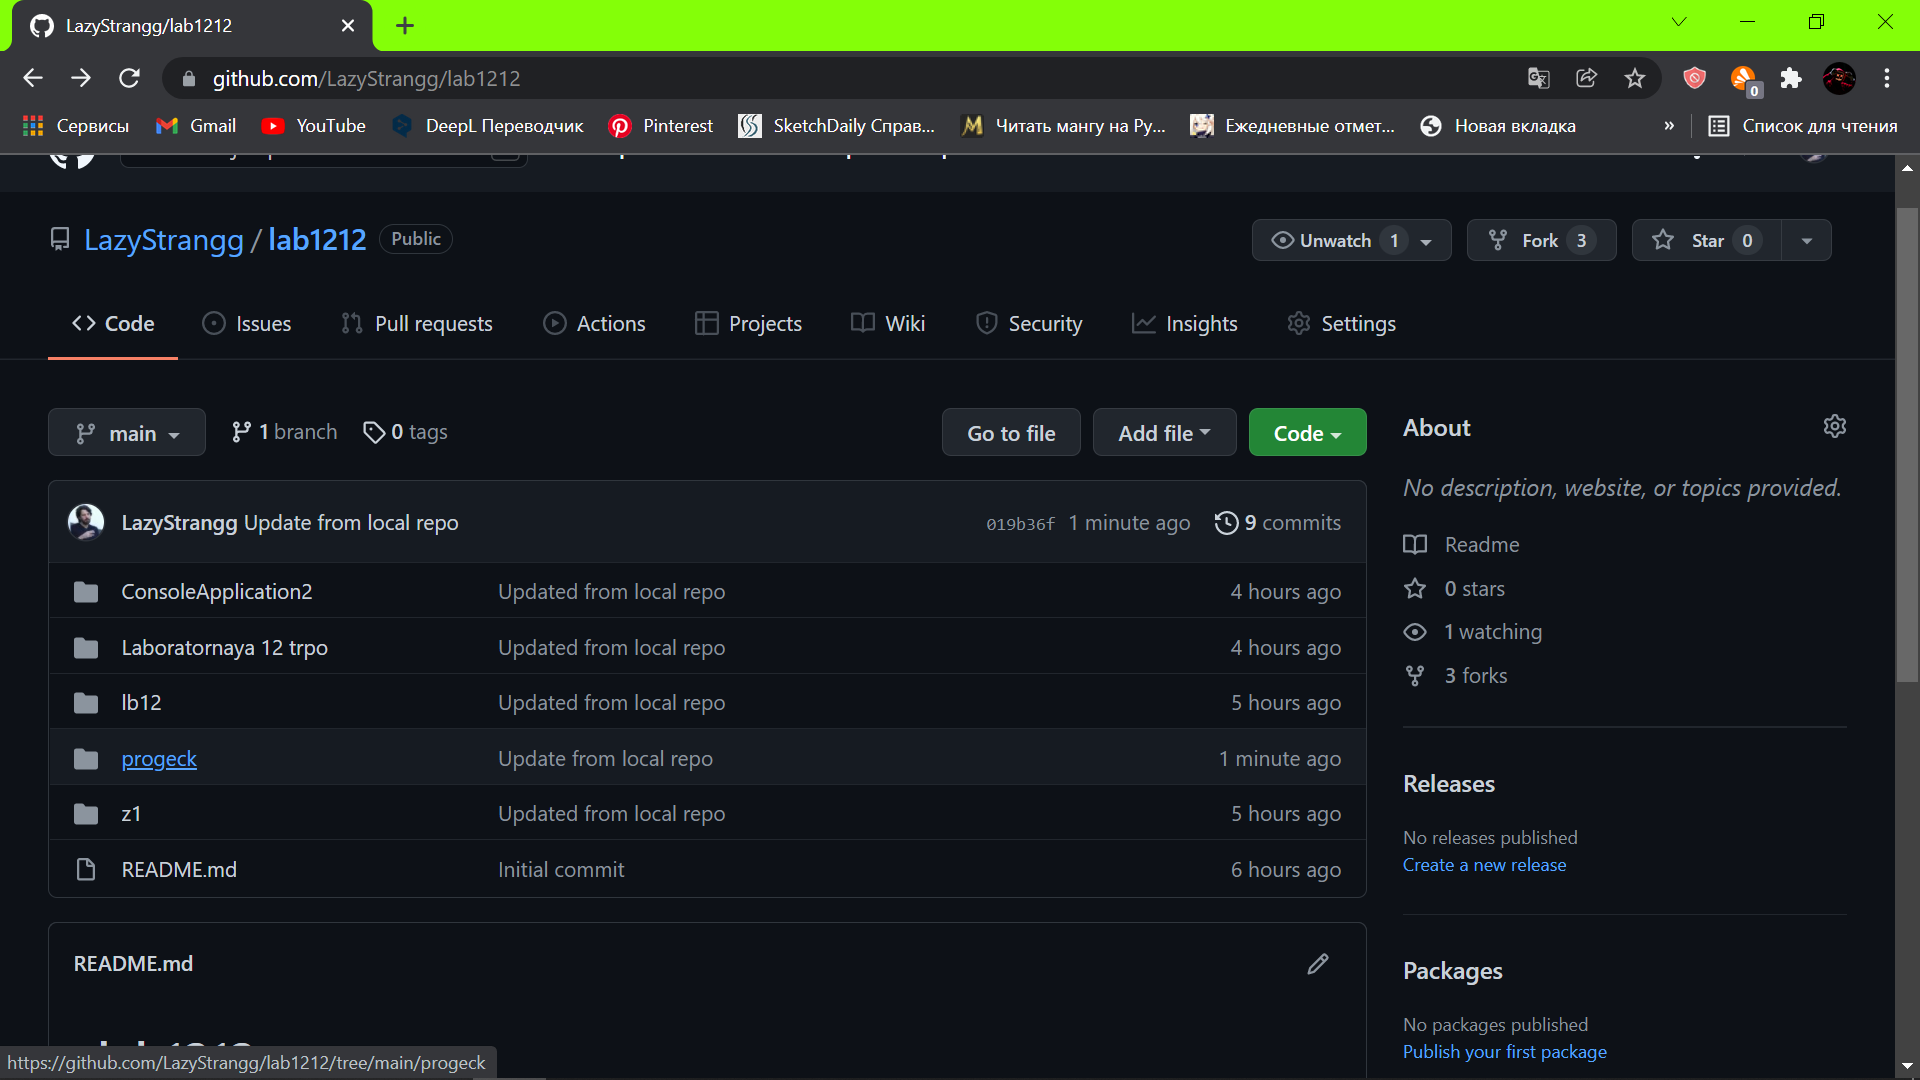 LazyStrangg/lab1212
github.com/LazyStrangg/lab1212
0
Сервисы Gmail YouTube DeepL Переводчик Pinterest SketchDaily Справ... Читать мангу на Ру... Ежедневные отмет... Новая вкладка » Список для чтения
LazyStrangg / lab1212 Public
Unwatch 1 Fork 3 Star 0
Code Issues Pull requests Actions Projects Wiki Security Insights Settings
main 1 branch 0 tags Go to file Add file Code
LazyStrangg Update from local repo 019b36f 1 minute ago 9 commits
ConsoleApplication2 Updated from local repo 4 hours ago
Laboratornaya 12 trpo Updated from local repo 4 hours ago
lb12 Updated from local repo 5 hours ago
progeck Update from local repo 1 minute ago
z1 Updated from local repo 5 hours ago
README.md Initial commit 6 hours ago
README.md
About
No description, website, or topics provided.
Readme
0 stars
1 watching
3 forks
Releases
No releases published
Create a new release
Packages
No packages published
Publish your first package
https://github.com/LazyStrangg/lab1212/tree/main/progeck